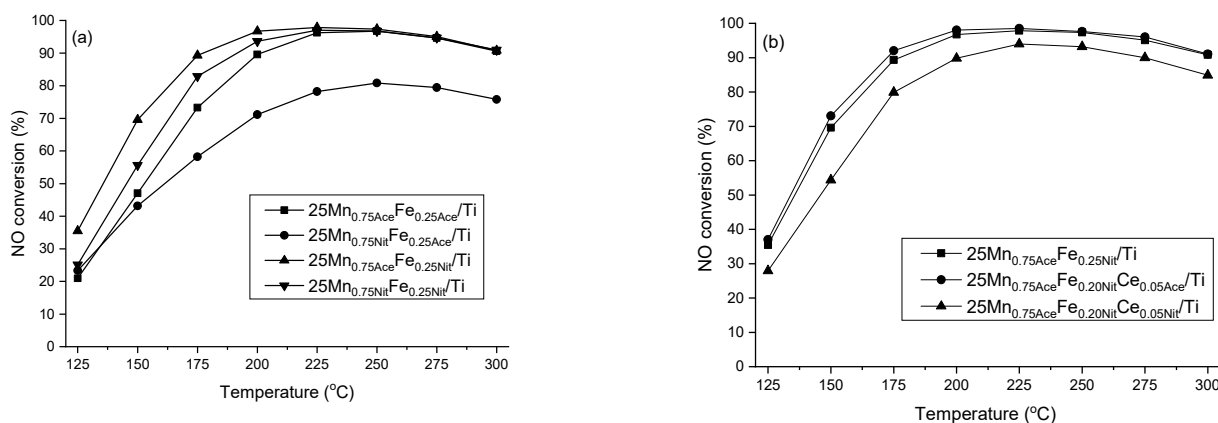 (a)
100
90
80
70
60
50
40
30
20
10
0
NO conversion (%)
125 150 175 200 225 250 275 300
Temperature (°C)
25Mn0.75AceFe0.25Ace/Ti
25Mn0.75NitFe0.25Ace/Ti
25Mn0.75AceFe0.25Nit/Ti
25Mn0.75NitFe0.25Nit/Ti
(b)
100
90
80
70
60
50
40
30
20
10
0
NO conversion (%)
125 150 175 200 225 250 275 300
Temperature (°C)
25Mn0.75AceFe0.25Nit/Ti
25Mn0.75AceFe0.20NitCe0.05Ace/Ti
25Mn0.75AceFe0.20NitCe0.05Nit/Ti